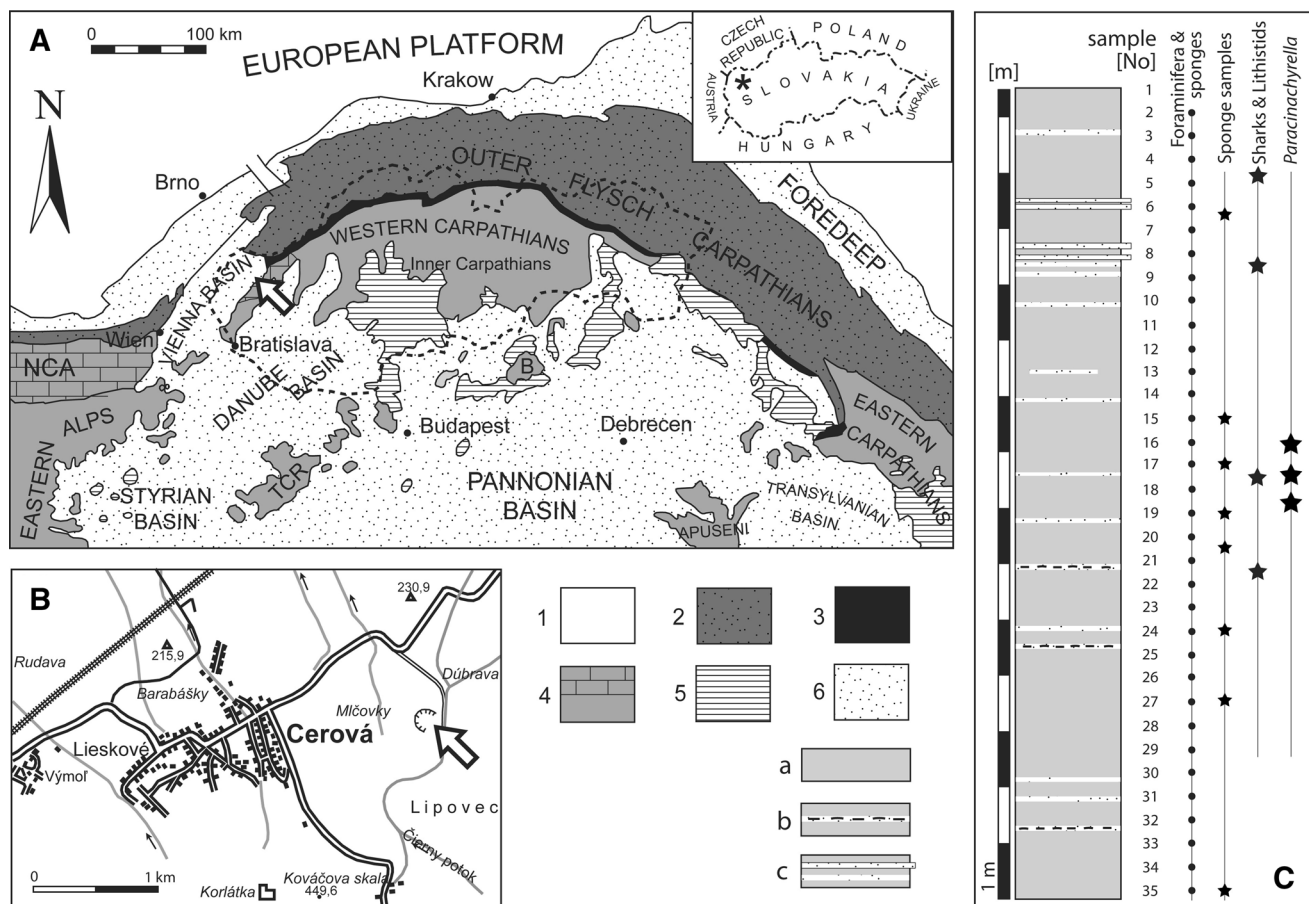 A
0
100 km
EUROPEAN PLATFORM
Krakow
N
Brno
OUTER
FLYSCH
CARPATHIANS
FOREDEEP
WESTERN CARPATHIANS
Inner Carpathians
VIENNA BASIN
Wien
Bratislava
NCA
DANUBE
BASIN
B
ALPS
EASTERN
Budapest
Debrecen
EASTERN
CARPATHIANS
STYRIAN
BASIN
TCR
PANNONIAN
BASIN
APUSENI
TRANSYLVANIAN
BASIN
CZECH
REPUBLIC
POLAND
AUSTRIA
*
SLOVAKIA
UKRAINE
HUNGARY
B
230,9
215,9
Rudava
Barabášky
Dúbrava
Mlčovky
Cerová
Lieskové
Výmoľ
Lipovec
Čierny potok
Kováčova skala
449,6
Korlátka
0
1 km
1
2
3
4
5
6
a
b
c
[m]
sample
[No]
Foraminifera &
sponges
Sponge samples
Sharks & Lithistids
Paracinachyrella
1
2
3
4
5
6
7
8
9
10
11
12
13
14
15
16
17
18
19
20
21
22
23
24
25
26
27
28
29
30
31
32
33
34
35
1 m
C